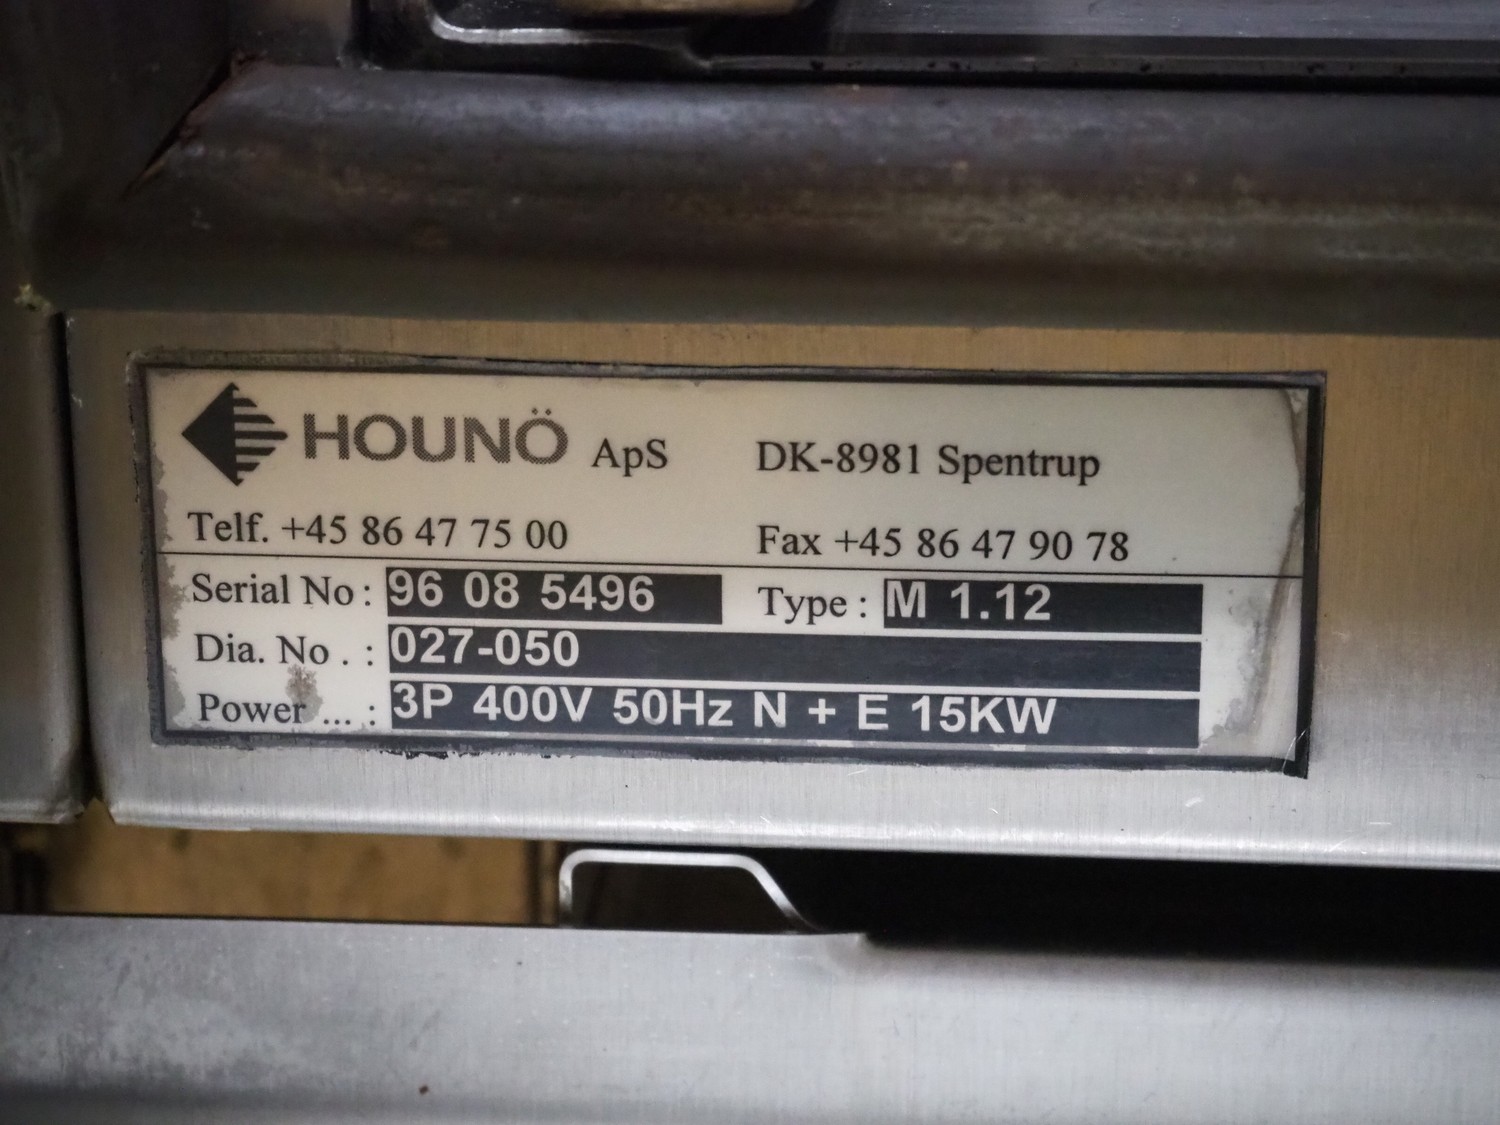 HOUNÖ ApS DK-8981 Spentrup
Telf. +45 86 47 75 00 Fax +45 86 47 90 78
Serial No : 96 08 5496 Type : M 1.12
Dia. No . : 027-050
Power ... : 3P 400V 50Hz N + E 15KW